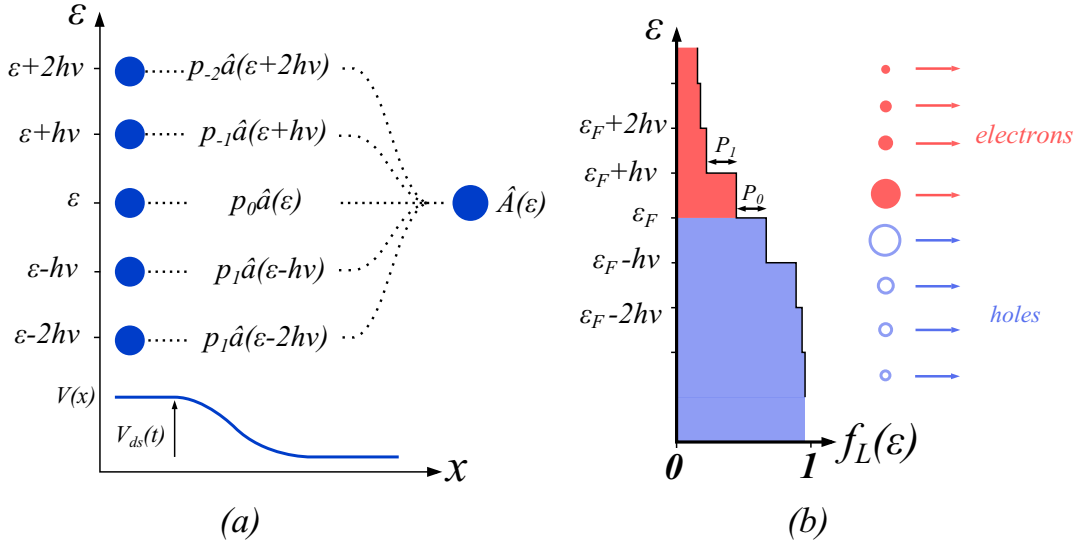 ε
ε+2hν p₋₂â(ε+2hν)
ε+hν p₋₁â(ε+hν)
ε p₀â(ε) Â(ε)
ε-hν p₁â(ε-hν)
ε-2hν p₁â(ε-2hν)
V(x)
V_ds(t)
x
(a)
ε
ε_F+2hν
P₁
ε_F+hν
P₀
ε_F
ε_F-hν
ε_F-2hν
0 1 f_L(ε)
electrons
holes
(b)